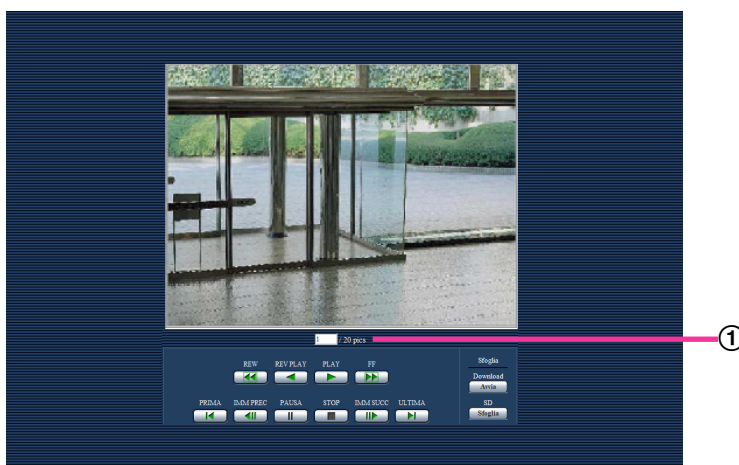 1 / 20 pics
①
REW REV PLAY PLAY FF
PRIMA IMM PREC PAUSA STOP IMM SUCC ULTIMA
Sfoglia
Download
Avvia
SD
Sfoglia